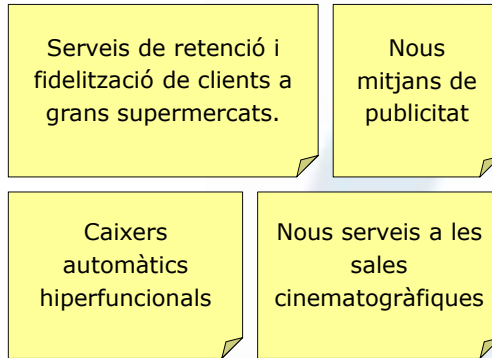 Serveis de retenció i
fidelització de clients a
grans supermercats.
Nous
mitjans de
publicitat
Caixers
automàtics
hiperfuncionals
Nous serveis a les
sales
cinematogràfiques